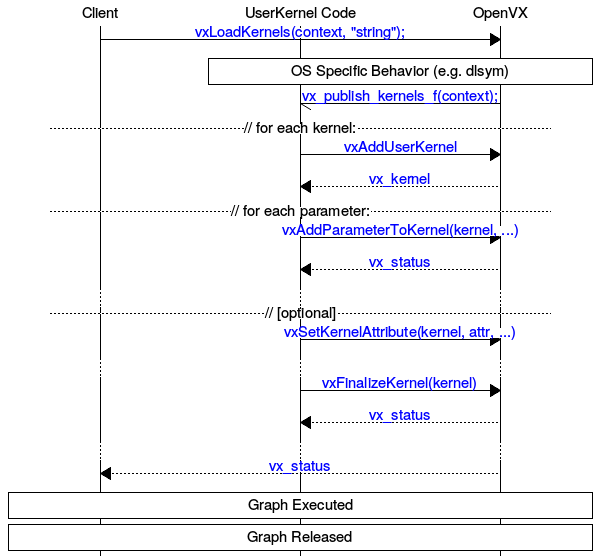 Client UserKernel Code OpenVX
vxLoadKernels(context, "string");
OS Specific Behavior (e.g. dlsym)
vx_publish_kernels_f(context);
// for each kernel:
vxAddUserKernel
vx_kernel
// for each parameter:
vxAddParameterToKernel(kernel, ...)
vx_status
// [optional]
vxSetKernelAttribute(kernel, attr, ...)
vxFinalizeKernel(kernel)
vx_status
vx_status
Graph Executed
Graph Released